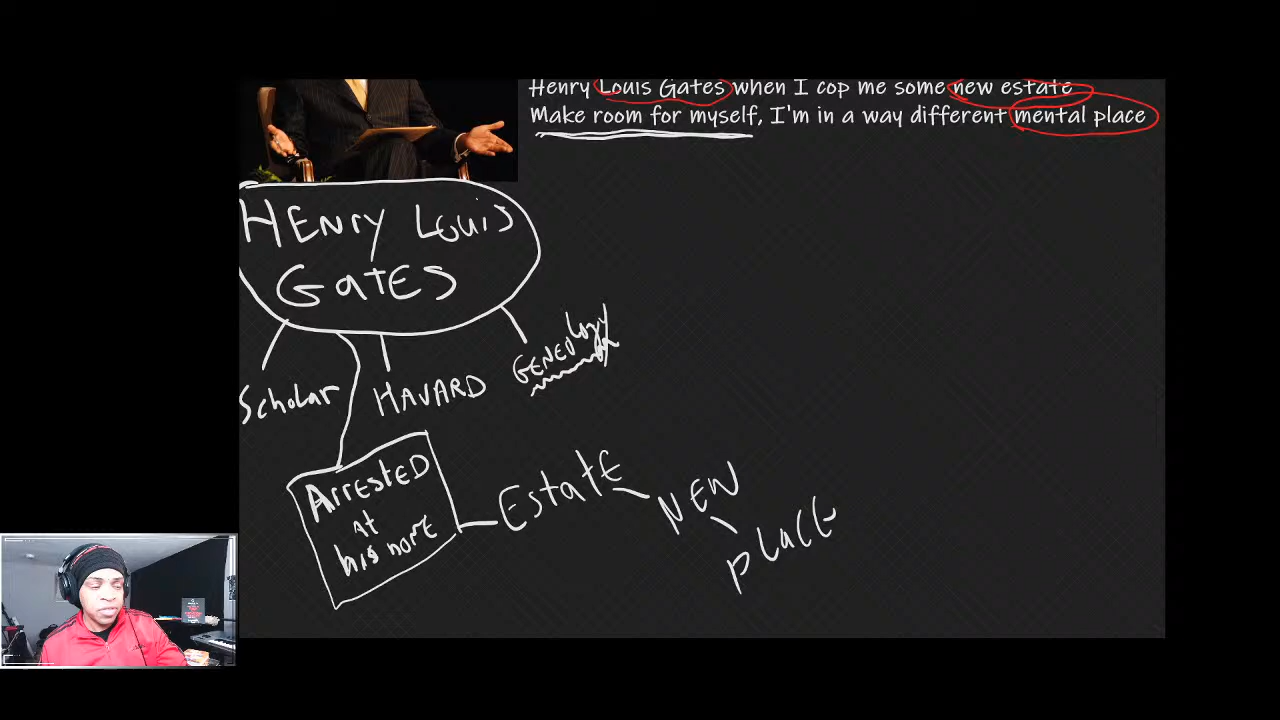 Henry Louis Gates when I cop me some new estate
Make room for myself, I'm in a way different mental place
HENry Louis
GatES
Scholar
HAVARD
GENEOLogy
ArrestED
at
his home
EstatE
NEW
PLaCE